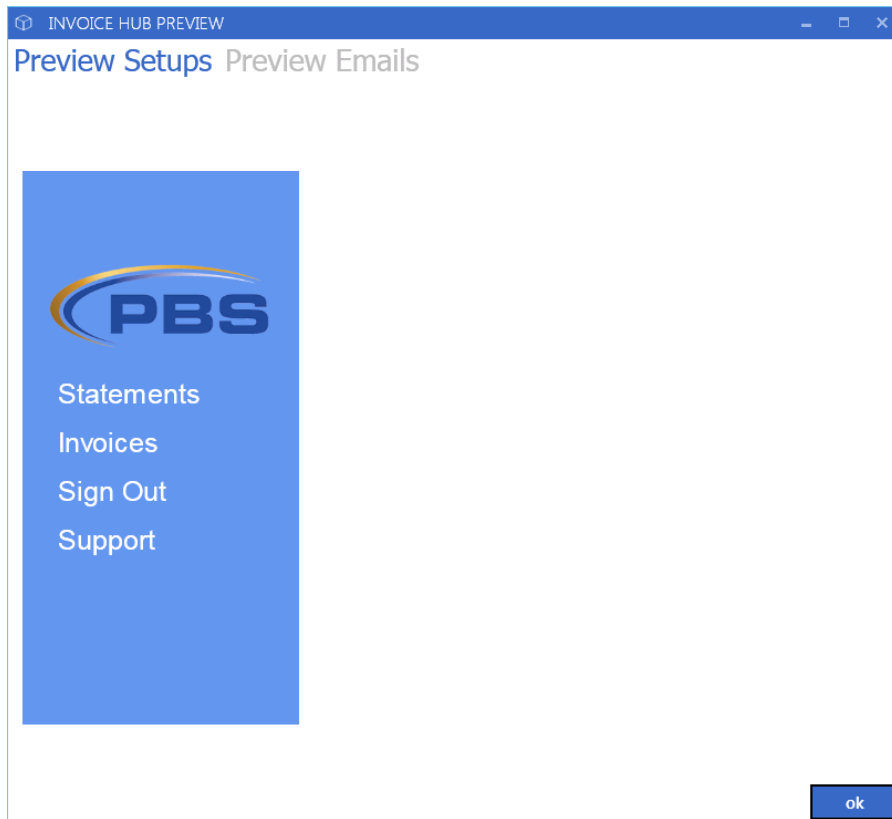 INVOICE HUB PREVIEW
Preview Setups Preview Emails
PBS
Statements
Invoices
Sign Out
Support
ok